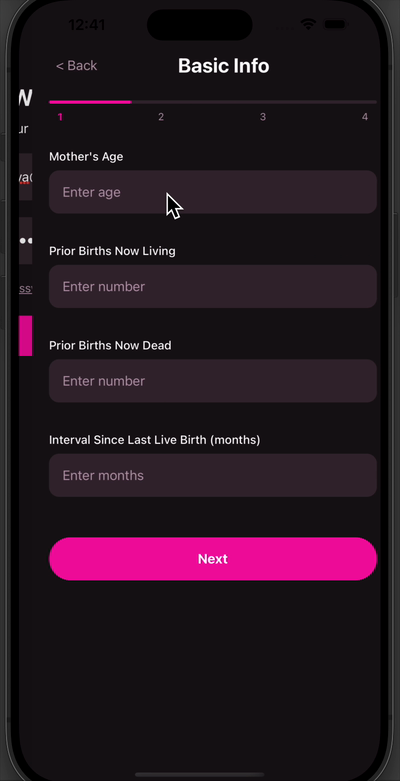 12:41
< Back
Basic Info
1 2 3 4
Mother's Age
Enter age
Prior Births Now Living
Enter number
Prior Births Now Dead
Enter number
Interval Since Last Live Birth (months)
Enter months
Next